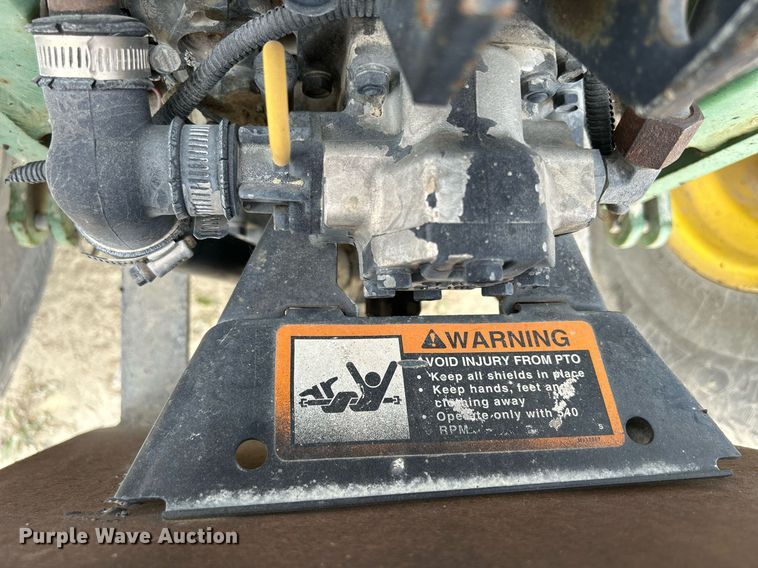 WARNING
AVOID INJURY FROM PTO
• Keep all shields in place
• Keep hands, feet and
clothing away
• Operate only with 540
RPM
Purple Wave Auction